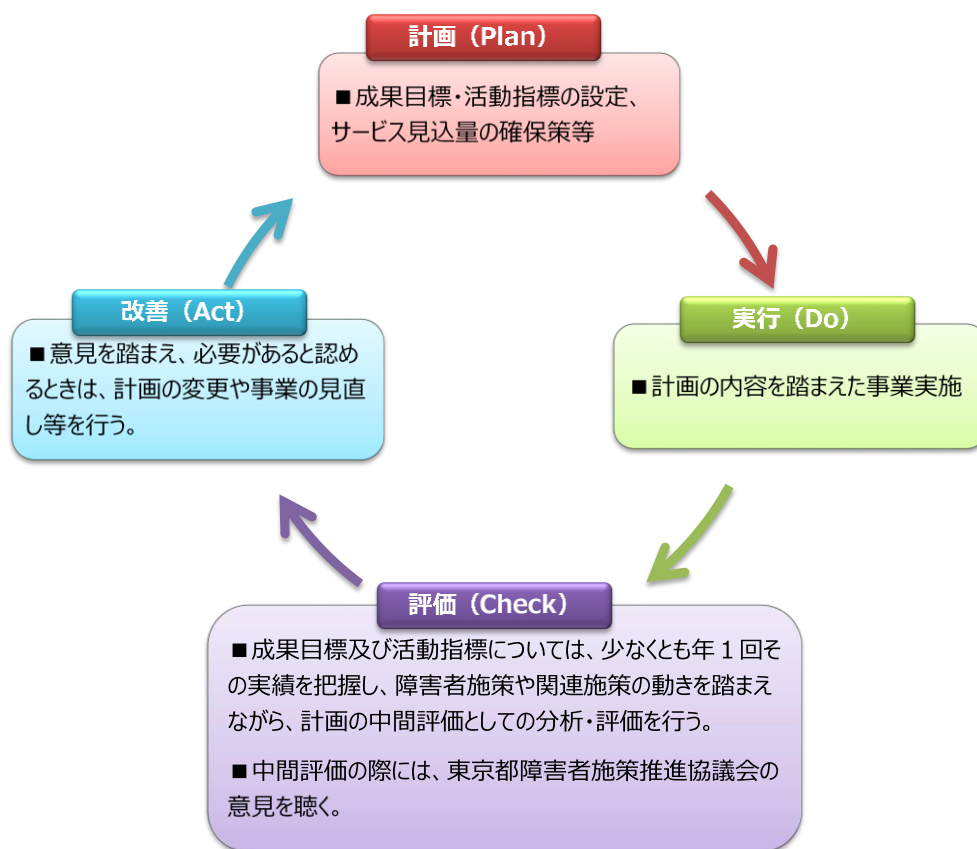 計画（Plan）
■成果目標・活動指標の設定、
サービス見込量の確保策等
改善（Act）
■意見を踏まえ、必要があると認め
るときは、計画の変更や事業の見直
し等を行う。
実行（Do）
■計画の内容を踏まえた事業実施
評価（Check）
■成果目標及び活動指標については、少なくとも年１回そ
の実績を把握し、障害者施策や関連施策の動きを踏まえ
ながら、計画の中間評価としての分析・評価を行う。
■中間評価の際には、東京都障害者施策推進協議会の
意見を聴く。